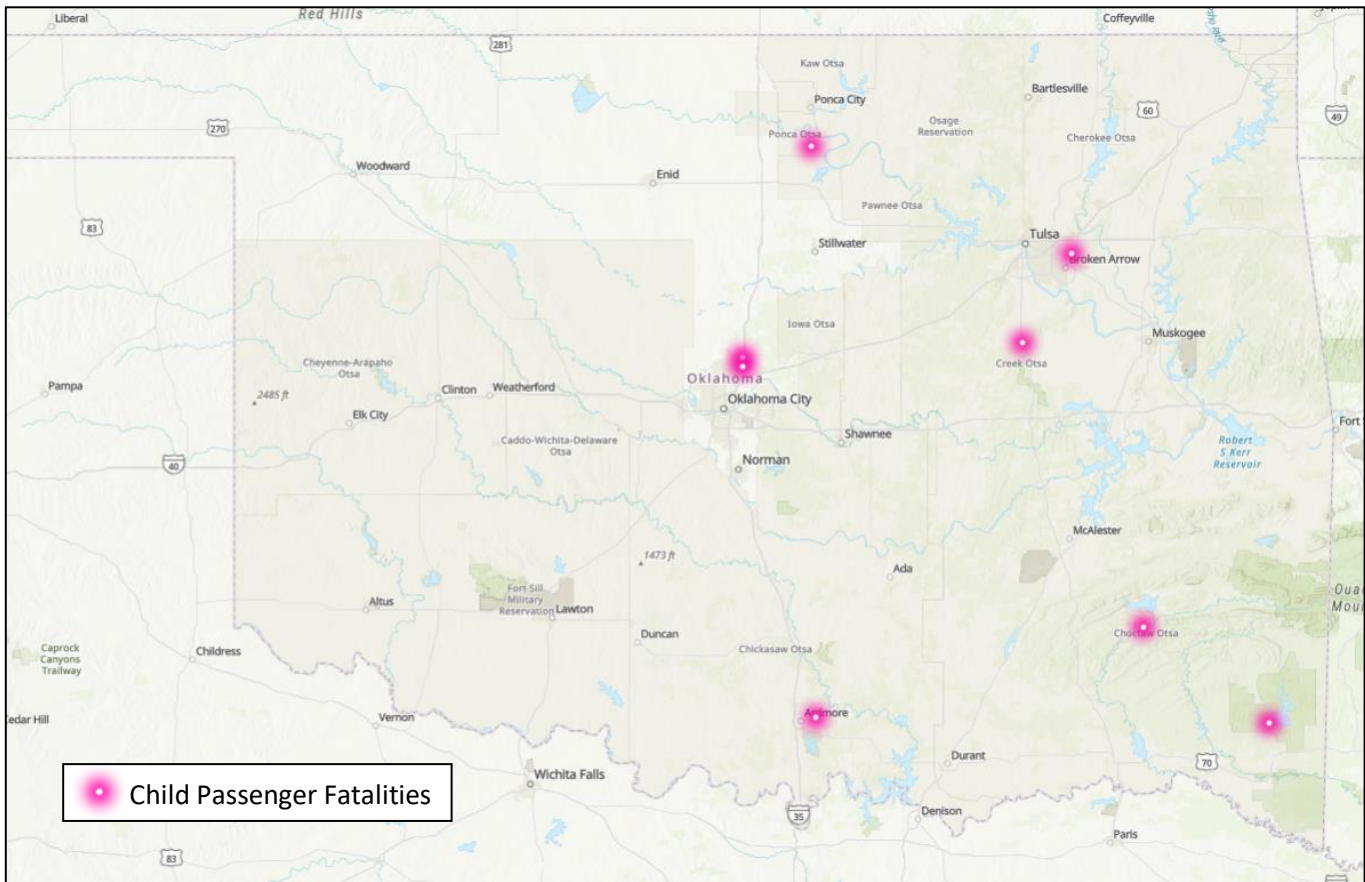 Liberal
Red Hills
Coffeyville
281
Kaw Otsa
Ponca City
Bartlesville
60
49
270
Ponca Otsa
Osage
Reservation
Cherokee Otsa
Woodward
Enid
Pawnee Otsa
83
Stillwater
Tulsa
Broken Arrow
Iowa Otsa
Muskogee
Cheyenne-Arapaho
Otsa
Creek Otsa
Oklahoma
Pampa
2485 ft
Clinton
Weatherford
Oklahoma City
Elk City
Caddo-Wichita-Delaware
Otsa
Shawnee
Fort
Robert
S Kerr
Reservoir
40
Norman
McAlester
1473 ft
Ada
Fort Sill
Military
Reservation
Altus
Lawton
Oua
Mou
Choctaw Otsa
Duncan
Chickasaw Otsa
Caprock
Canyons
Trailway
Childress
Cedar Hill
Vernon
Ardmore
Durant
70
Wichita Falls
Child Passenger Fatalities
35
Denison
Paris
83